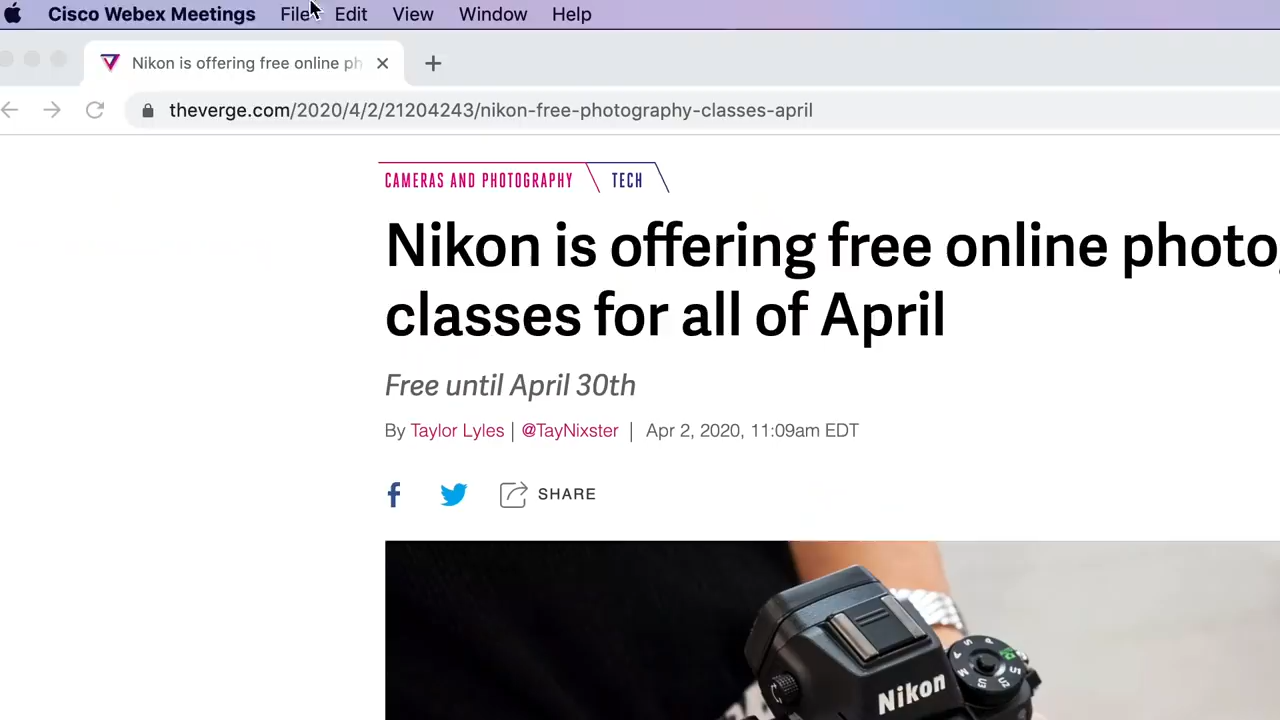 Cisco Webex Meetings File Edit View Window Help
Nikon is offering free online ph
theverge.com/2020/4/2/21204243/nikon-free-photography-classes-april
CAMERAS AND PHOTOGRAPHY TECH
Nikon is offering free online photo
classes for all of April
Free until April 30th
By Taylor Lyles | @TayNixster | Apr 2, 2020, 11:09am EDT
SHARE
Nikon